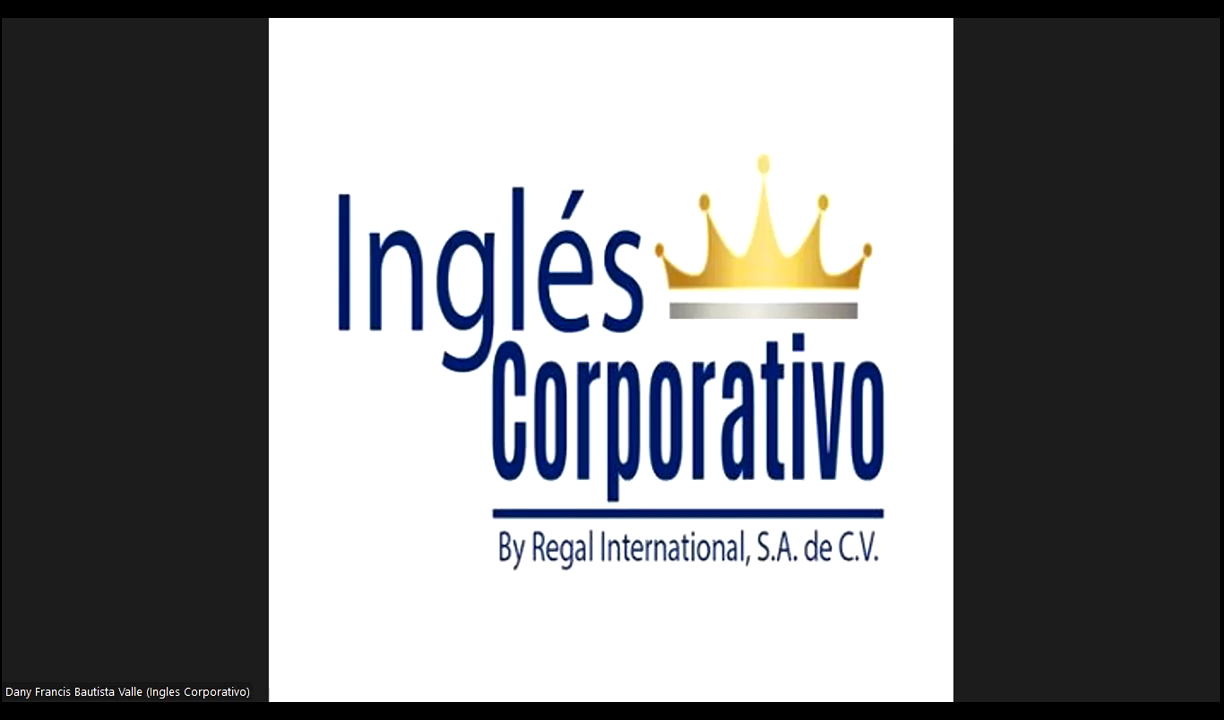 Inglés
Corporativo
By Regal International, S.A. de C.V.
Dany Francis Bautista Valle (Ingles Corporativo)